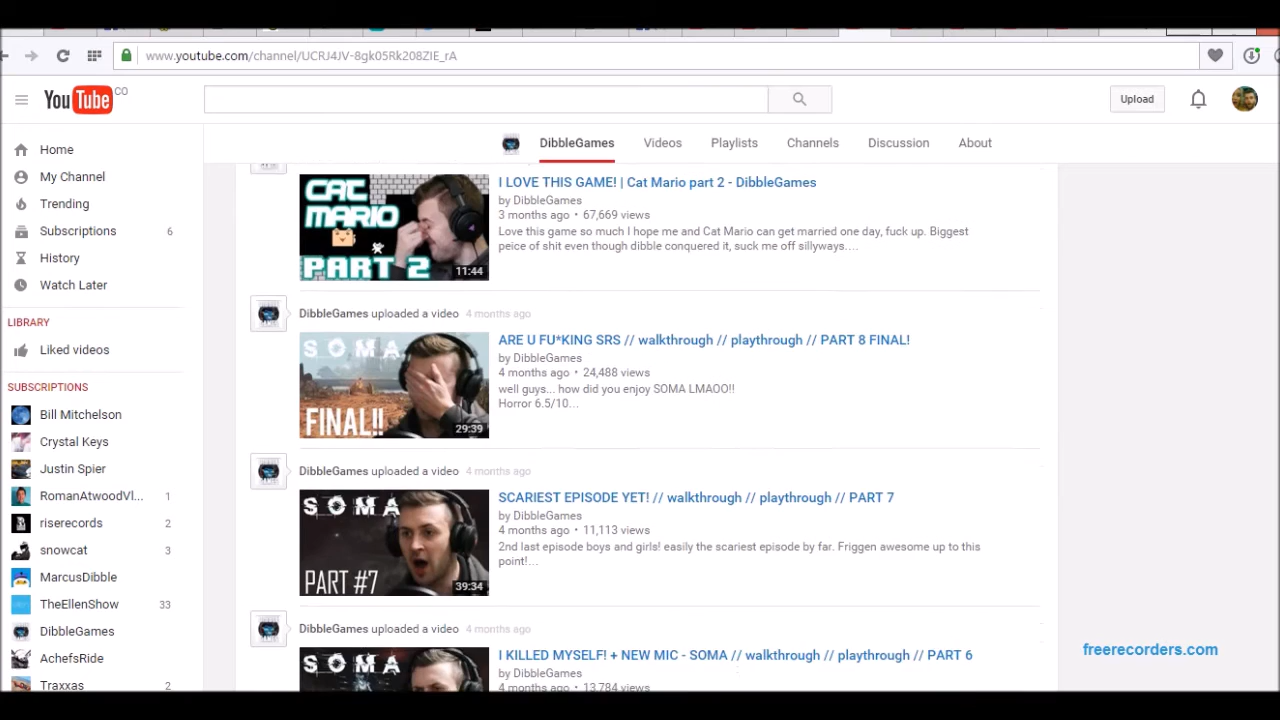 www.youtube.com/channel/UCRJ4JV-8gk05Rk208ZIE_rA
YouTube CO
Upload
DibbleGames Videos Playlists Channels Discussion About
Home
My Channel
Trending
Subscriptions 6
History
Watch Later
LIBRARY
Liked videos
SUBSCRIPTIONS
Bill Mitchelson
Crystal Keys
Justin Spier
RomanAtwoodVl... 1
riserecords 2
snowcat 3
MarcusDibble
TheEllenShow 33
DibbleGames
AchefsRide
Traxxas 2
CAT
MARIO
PART 2
11:44
I LOVE THIS GAME! | Cat Mario part 2 - DibbleGames
by DibbleGames
3 months ago • 67,669 views
Love this game so much I hope me and Cat Mario can get married one day, fuck up. Biggest
peice of shit even though dibble conquered it, suck me off sillyways....
DibbleGames uploaded a video 4 months ago
SOMA
FINAL!!
29:39
ARE U FU*KING SRS // walkthrough // playthrough // PART 8 FINAL!
by DibbleGames
4 months ago • 24,488 views
well guys... how did you enjoy SOMA LMAOO!!
Horror 6.5/10...
DibbleGames uploaded a video 4 months ago
SOMA
PART #7
39:34
SCARIEST EPISODE YET! // walkthrough // playthrough // PART 7
by DibbleGames
4 months ago • 11,113 views
2nd last episode boys and girls! easily the scariest episode by far. Friggen awesome up to this
point!...
DibbleGames uploaded a video 4 months ago
SOMA
I KILLED MYSELF! + NEW MIC - SOMA // walkthrough // playthrough // PART 6
by DibbleGames
4 months ago • 13,784 views
freerecorders.com